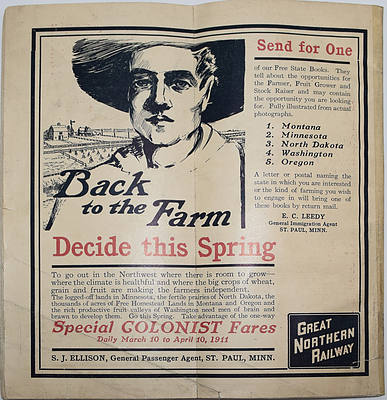 Send for One
of our Free State Books. They
tell about the opportunities for
the Farmer, Fruit Grower and
Stock Raiser and may contain
the opportunity you are looking
for. Fully illustrated from actual
photographs.
1. Montana
2. Minnesota
3. North Dakota
4. Washington
5. Oregon
A letter or postal naming the
state in which you are interested
or the kind of farming you wish
to engage in will bring one of
these books by return mail.
E. C. LEEDY
General Immigration Agent
ST. PAUL, MINN.
Back
to the Farm
Decide this Spring
To go out in the Northwest where there is room to grow—
where the climate is healthful and where the big crops of wheat,
grain and fruit are making the farmers independent.
The logged-off lands in Minnesota, the fertile prairies of North Dakota, the
thousands of acres of Free Homestead Lands in Montana and Oregon and
the rich productive fruit valleys of Washington need men of brain and
brawn to develop them. Go this Spring. Take advantage of the one-way
Special COLONIST Fares
Daily March 10 to April 10, 1911
S. J. ELLISON, General Passenger Agent, ST. PAUL, MINN.
GREAT
NORTHERN
RAILWAY